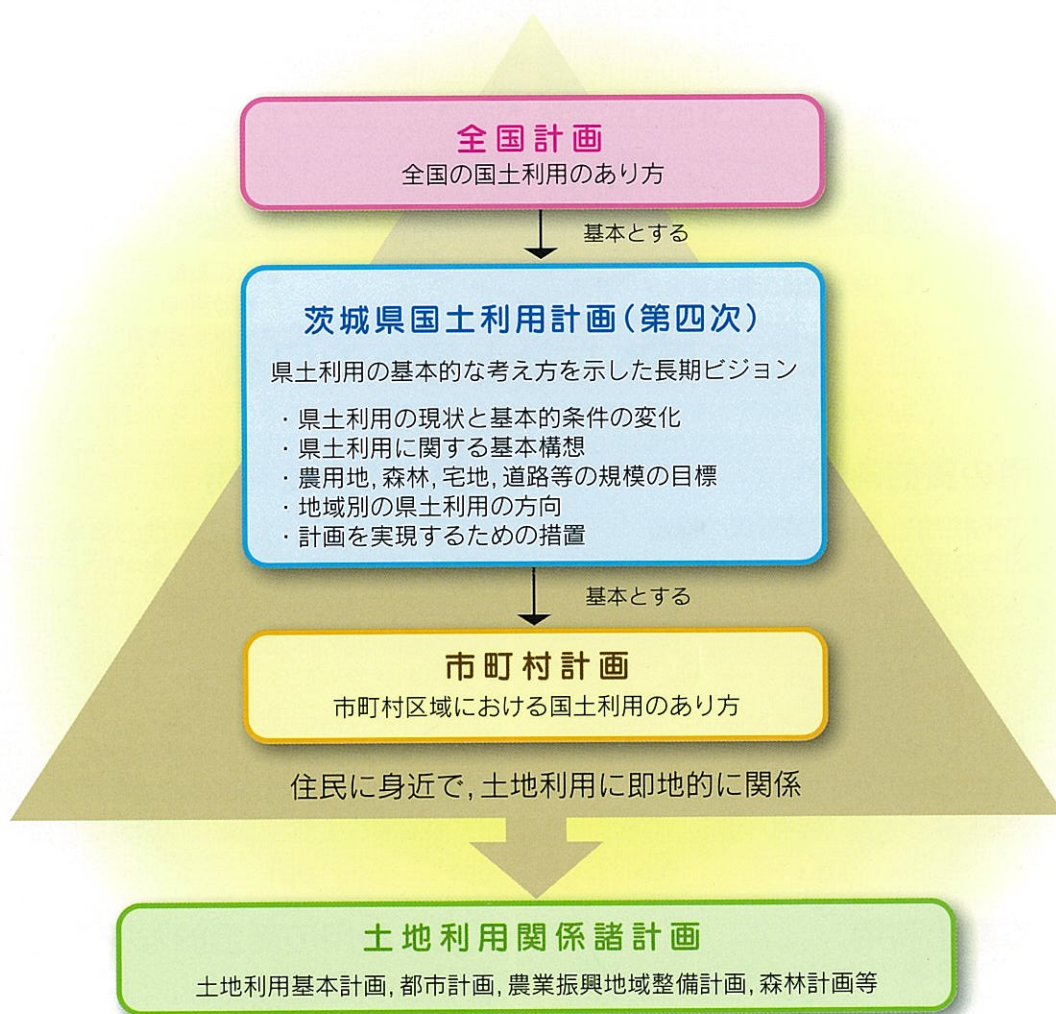 全国計画
全国の国土利用のあり方
基本とする
茨城県国土利用計画(第四次)
県土利用の基本的な考え方を示した長期ビジョン
・県土利用の現状と基本的条件の変化
・県土利用に関する基本構想
・農用地,森林,宅地,道路等の規模の目標
・地域別の県土利用の方向
・計画を実現するための措置
基本とする
市町村計画
市町村区域における国土利用のあり方
住民に身近で,土地利用に即地的に関係
土地利用関係諸計画
土地利用基本計画,都市計画,農業振興地域整備計画,森林計画等